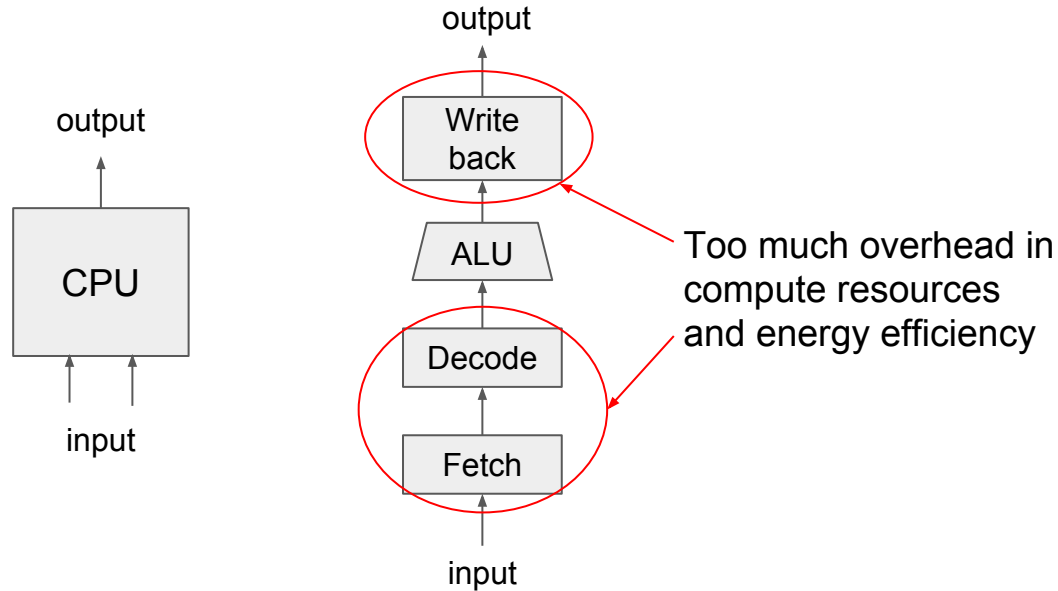 output
CPU
input
output
Write
back
ALU
Decode
Fetch
input
Too much overhead in
compute resources
and energy efficiency